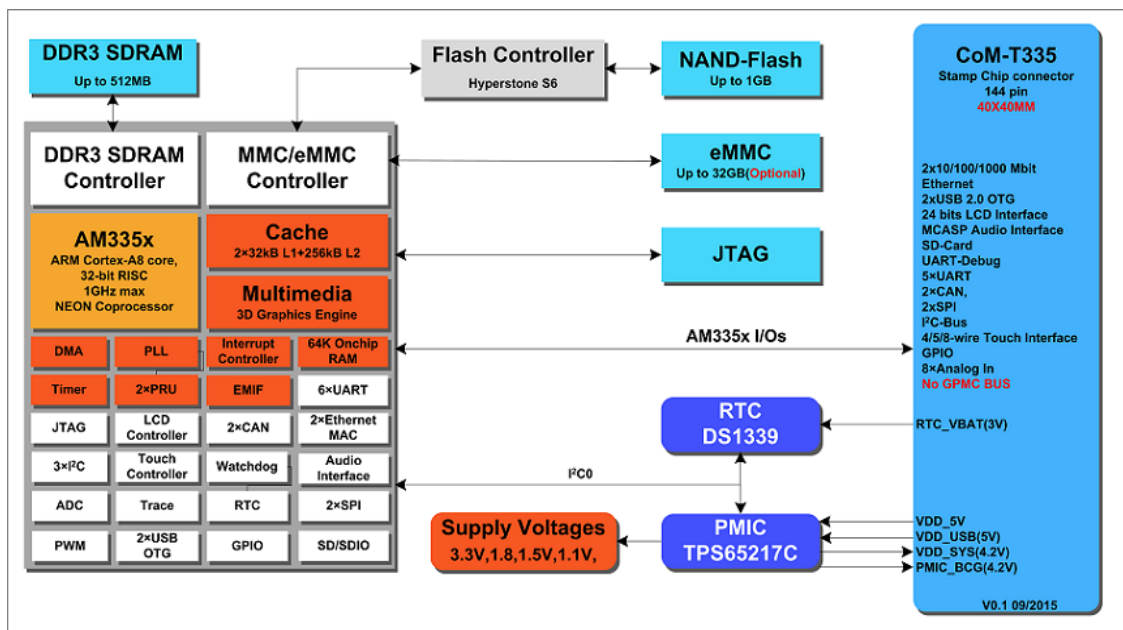 DDR3 SDRAM
Up to 512MB
Flash Controller
Hyperstone S6
NAND-Flash
Up to 1GB
CoM-T335
Stamp Chip connector
144 pin
40X40MM
DDR3 SDRAM
Controller
MMC/eMMC
Controller
eMMC
Up to 32GB(Optional)
AM335x
ARM Cortex-A8 core,
32-bit RISC
1GHz max
NEON Coprocessor
Cache
2×32kB L1+256kB L2
JTAG
Multimedia
3D Graphics Engine
2x10/100/1000 Mbit
Ethernet
2xUSB 2.0 OTG
24 bits LCD Interface
MCASP Audio Interface
SD-Card
UART-Debug
5×UART
2×CAN,
2xSPI
I²C-Bus
4/5/8-wire Touch Interface
GPIO
8×Analog In
No GPMC BUS
AM335x I/Os
DMA
PLL
Interrupt
Controller
64K Onchip
RAM
Timer
2×PRU
EMIF
6×UART
JTAG
LCD
Controller
2×CAN
2×Ethernet
MAC
3×I²C
Touch
Controller
Watchdog
Audio
Interface
ADC
Trace
RTC
2×SPI
PWM
2×USB
OTG
GPIO
SD/SDIO
RTC
DS1339
RTC_VBAT(3V)
I²C0
Supply Voltages
3.3V,1.8,1.5V,1.1V,
PMIC
TPS65217C
VDD_5V
VDD_USB(5V)
VDD_SYS(4.2V)
PMIC_BCG(4.2V)
V0.1 09/2015